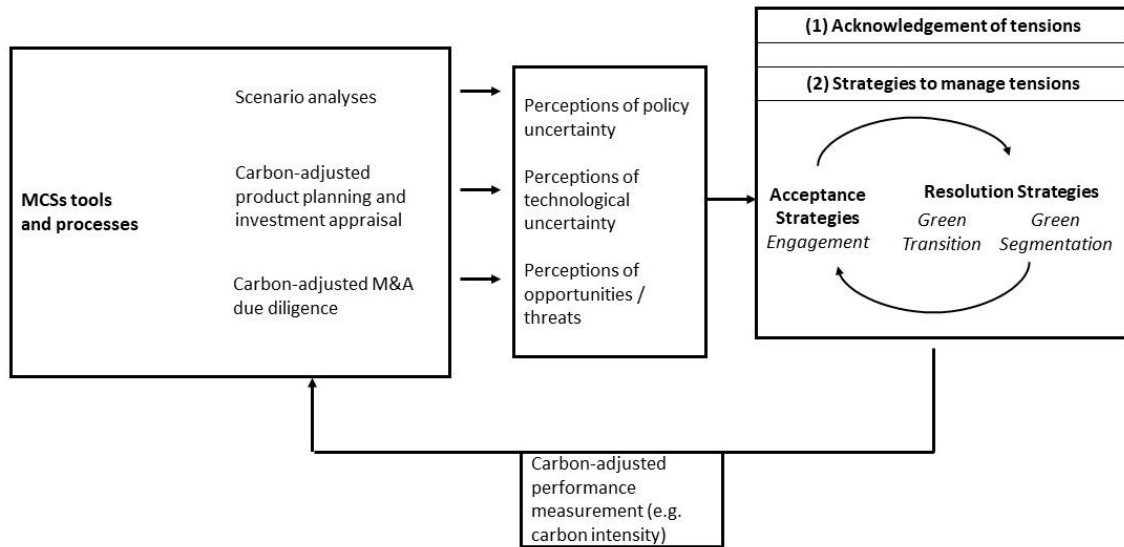 MCSs tools
and processes
Scenario analyses
Carbon-adjusted
product planning and
investment appraisal
Carbon-adjusted M&A
due diligence
Perceptions of policy
uncertainty
Perceptions of
technological
uncertainty
Perceptions of
opportunities /
threats
(1) Acknowledgement of tensions
(2) Strategies to manage tensions
Acceptance
Strategies
Engagement
Resolution Strategies
Green
Transition
Green
Segmentation
Carbon-adjusted
performance
measurement (e.g.
carbon intensity)